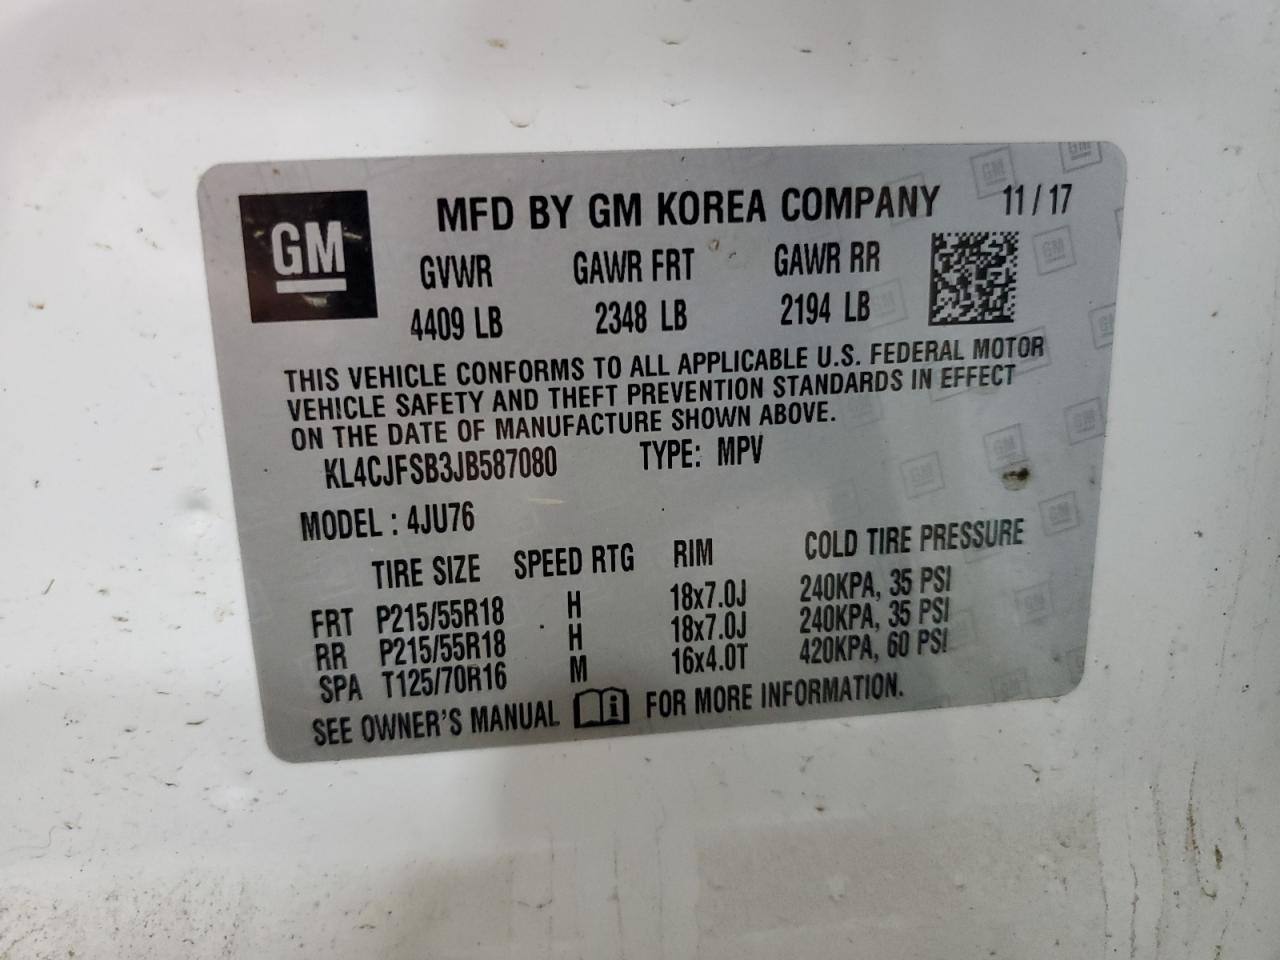 GM
MFD BY GM KOREA COMPANY 11 / 17
GVWR GAWR FRT GAWR RR
4409 LB 2348 LB 2194 LB
THIS VEHICLE CONFORMS TO ALL APPLICABLE U.S. FEDERAL MOTOR
VEHICLE SAFETY AND THEFT PREVENTION STANDARDS IN EFFECT
ON THE DATE OF MANUFACTURE SHOWN ABOVE.
KL4CJFSB3JB587080 TYPE: MPV
MODEL : 4JU76
TIRE SIZE SPEED RTG RIM COLD TIRE PRESSURE
FRT P215/55R18 H 18x7.0J 240KPA, 35 PSI
RR P215/55R18 H 18x7.0J 240KPA, 35 PSI
SPA T125/70R16 M 16x4.0T 420KPA, 60 PSI
SEE OWNER'S MANUAL i FOR MORE INFORMATION.